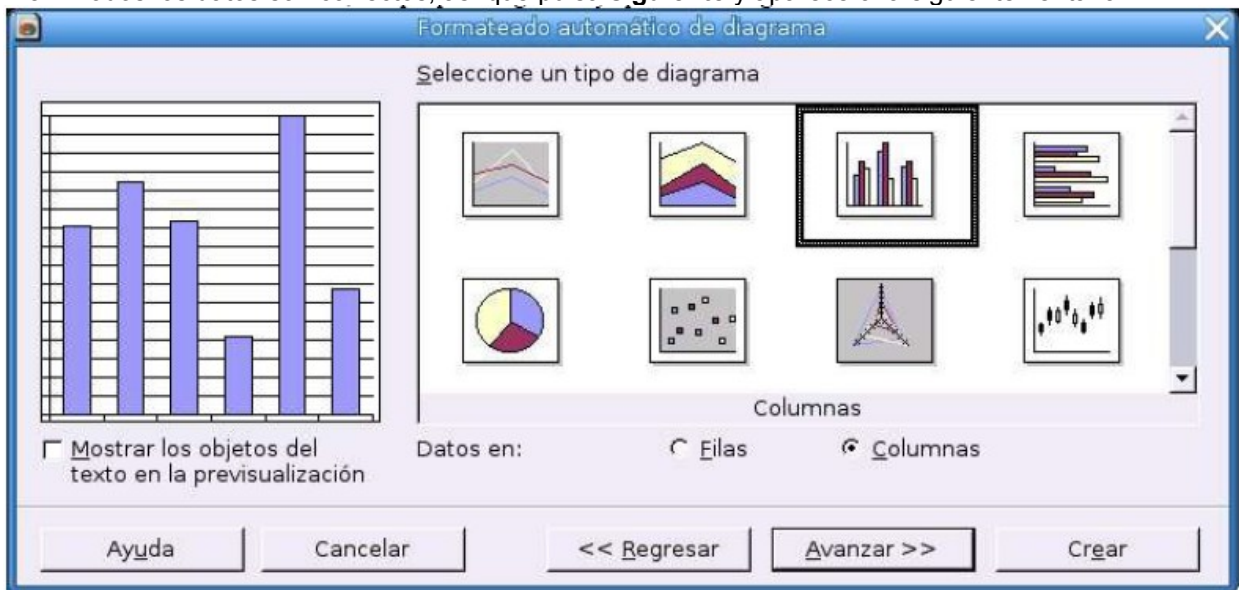 Formateado automático de diagrama
Seleccione un tipo de diagrama
Columnas
Mostrar los objetos del
texto en la previsualización
Datos en:
Filas
Columnas
Ayuda
Cancelar
<< Regresar
Avanzar >>
Crear